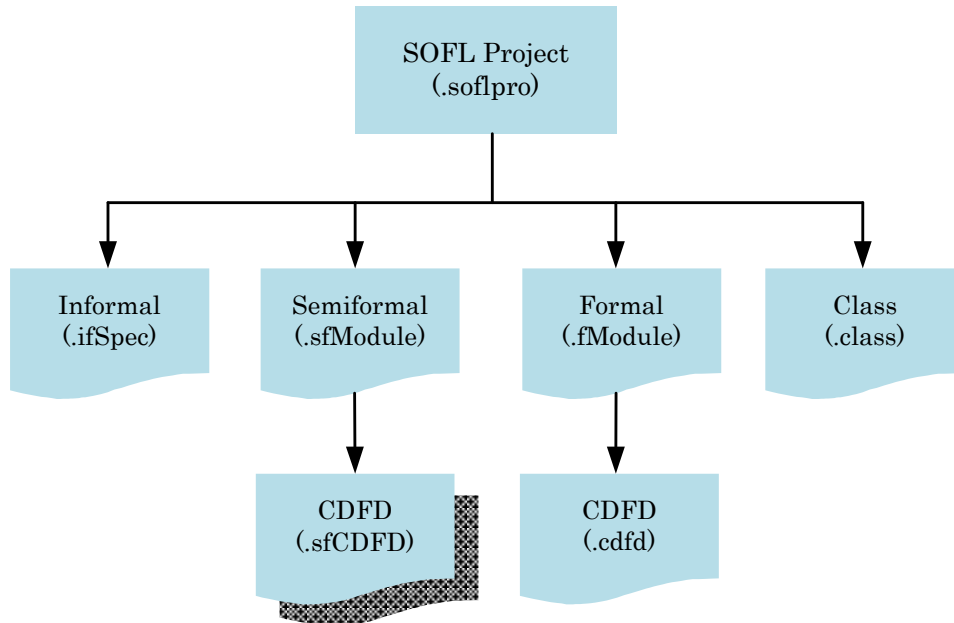 SOFL Project
(.soflpro)
Informal
(.ifSpec)
Semiformal
(.sfModule)
Formal
(.fModule)
Class
(.class)
CDFD
(.sfCDFD)
CDFD
(.cdfd)